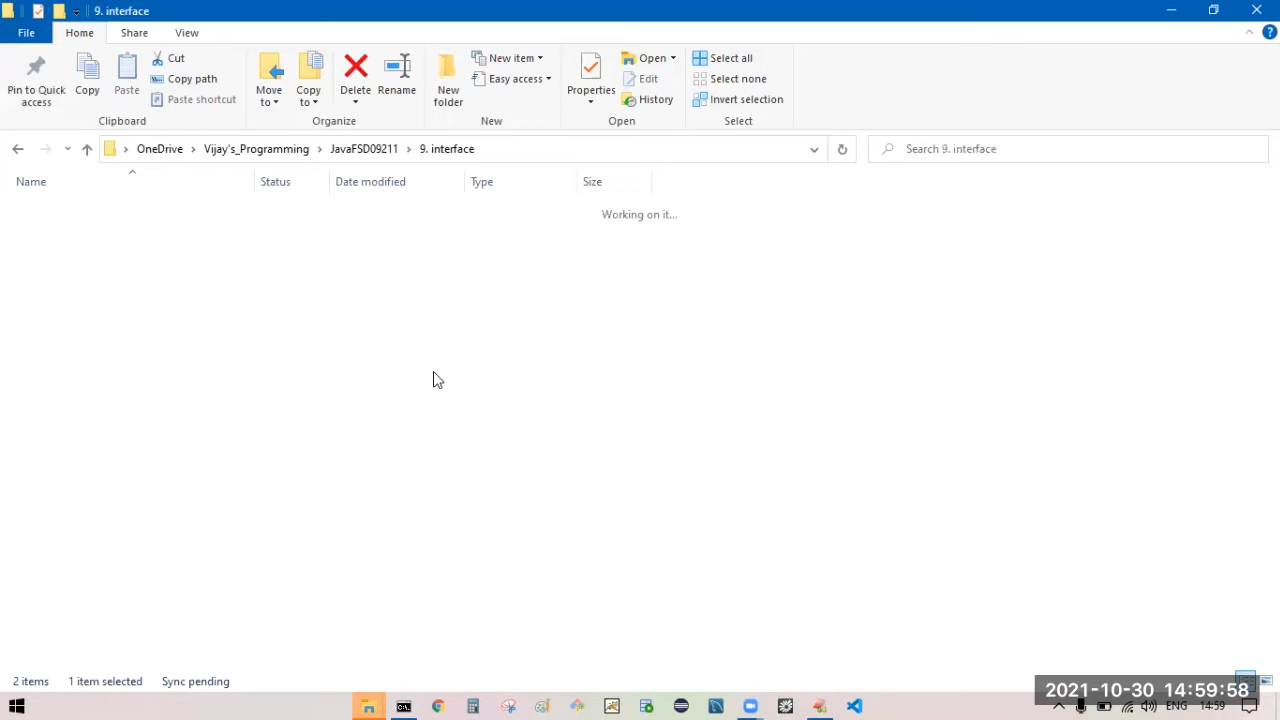 9. interface
File Home Share View
Pin to Quick access
Copy
Paste
Cut
Copy path
Paste shortcut
Clipboard
Move to
Copy to
Delete
Rename
Organize
New folder
New item
Easy access
New
Properties
Open
Edit
History
Open
Select all
Select none
Invert selection
Select
OneDrive › Vijay's_Programming › JavaFSD09211 › 9. interface
Search 9. interface
Name Status Date modified Type Size
Working on it...
2 items 1 item selected Sync pending
2021-10-30 14:59:58
ENG 14:59